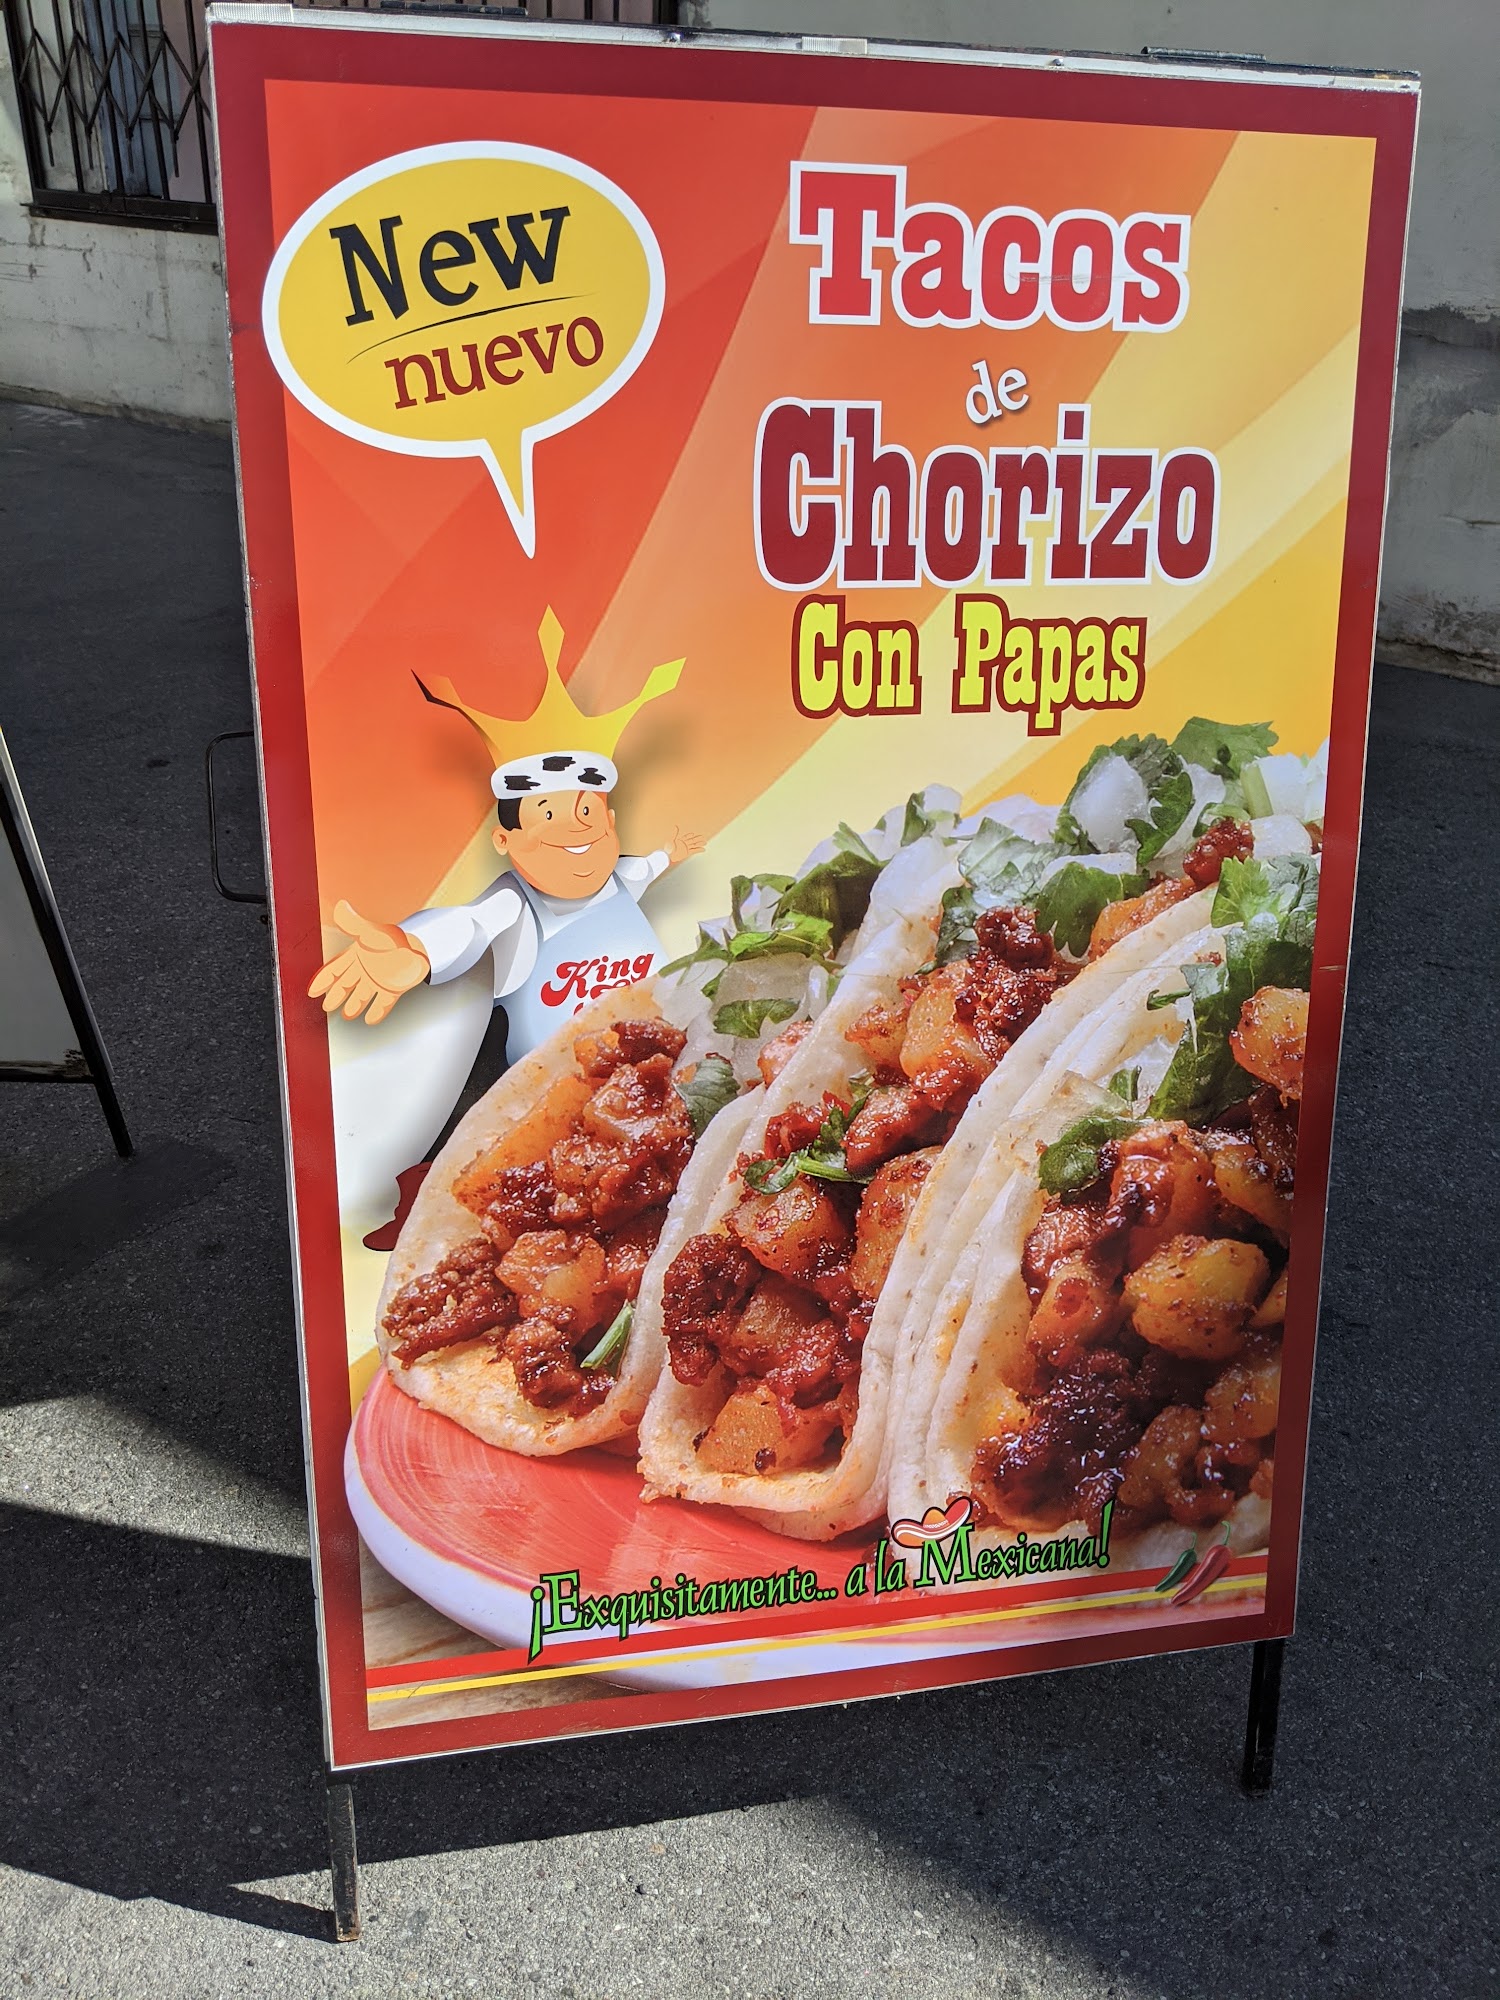 New
nuevo
Tacos
de
Chorizo
Con Papas
King
¡Exquisitamente... a la Mexicana!